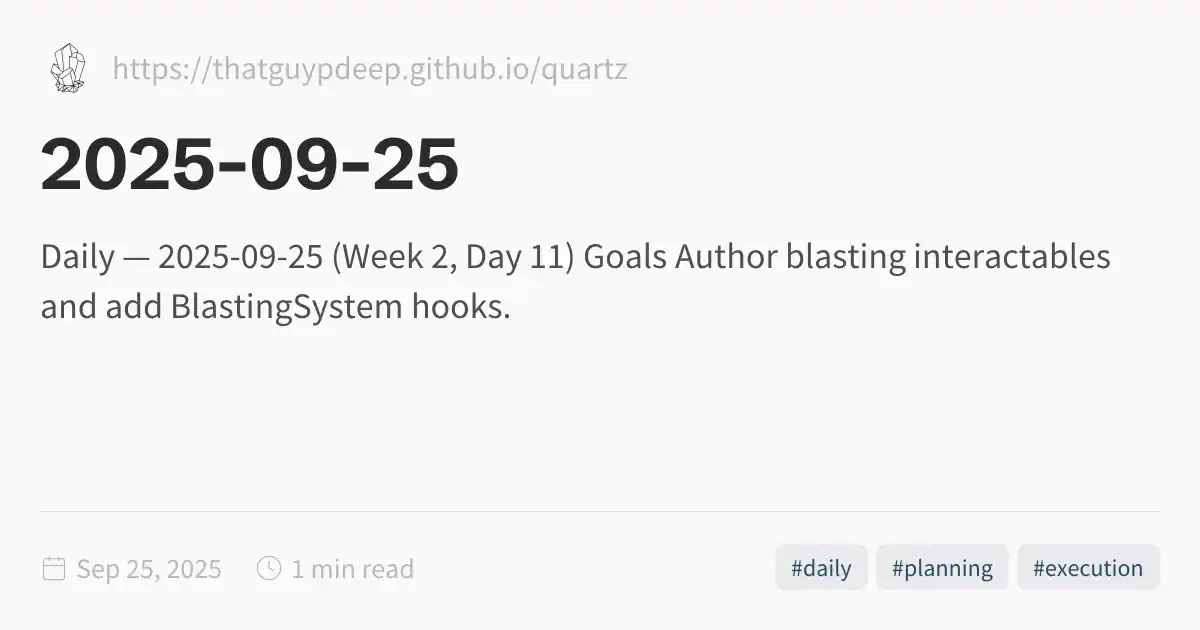 https://thatguypdeep.github.io/quartz
2025-09-25
Daily — 2025-09-25 (Week 2, Day 11) Goals Author blasting interactables
and add BlastingSystem hooks.
Sep 25, 2025 1 min read #daily #planning #execution